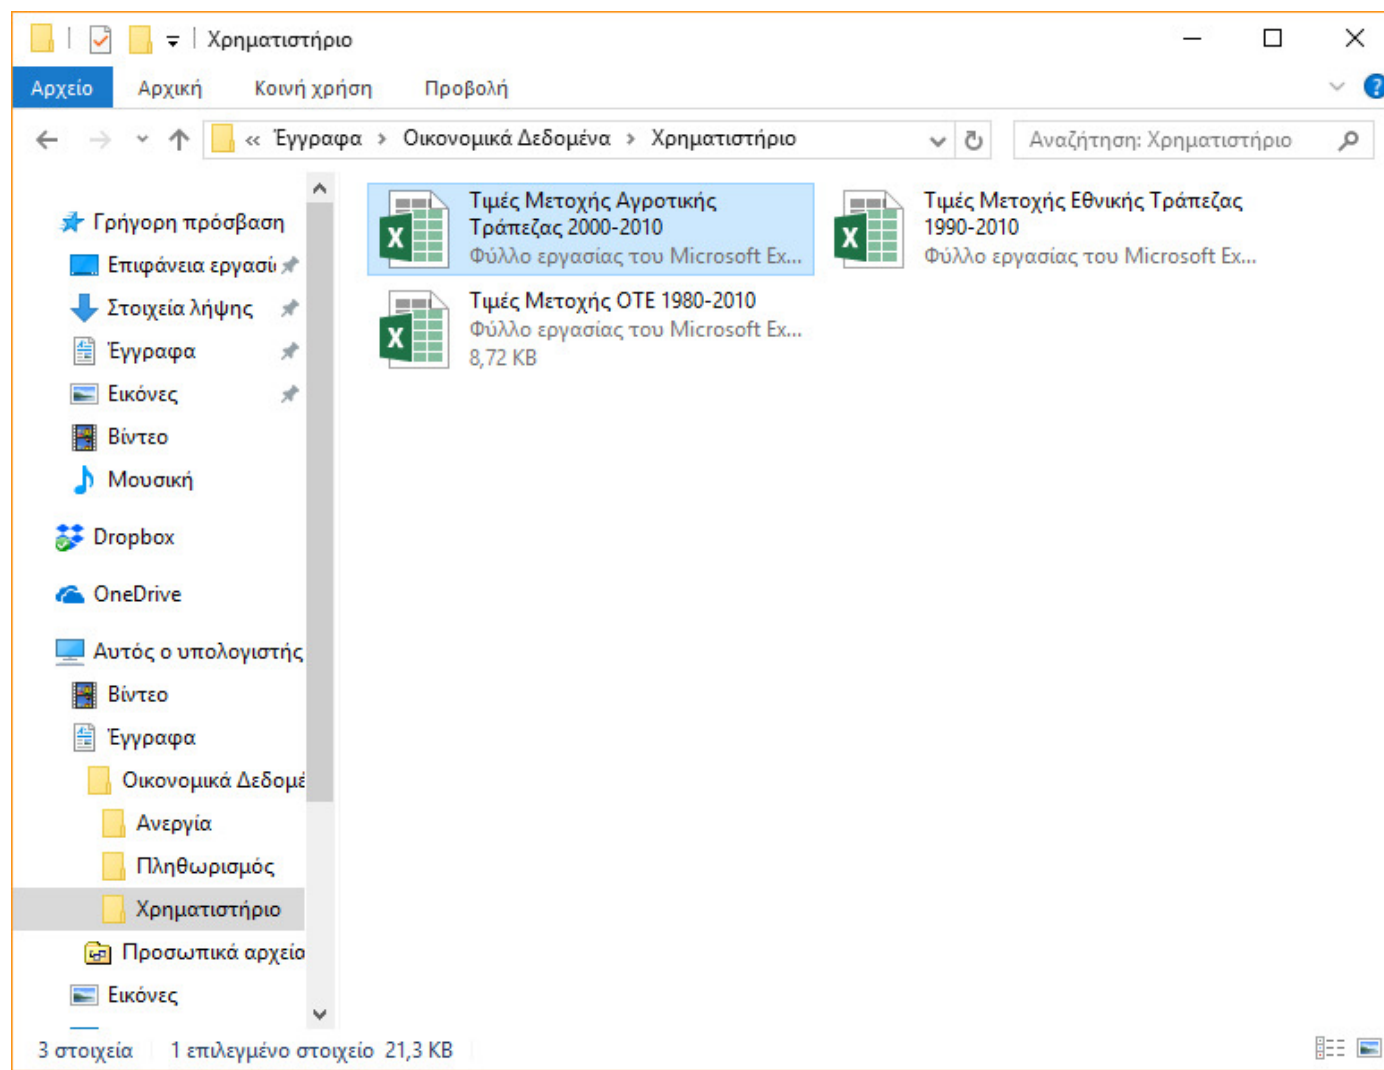 Χρηματιστήριο
Αρχείο Αρχική Κοινή χρήση Προβολή ?
« Έγγραφα > Οικονομικά Δεδομένα > Χρηματιστήριο Αναζήτηση: Χρηματιστήριο
Γρήγορη πρόσβαση
Επιφάνεια εργασί
Στοιχεία λήψης
Έγγραφα
Εικόνες
Βίντεο
Μουσική
Dropbox
OneDrive
Αυτός ο υπολογιστής
Βίντεο
Έγγραφα
Οικονομικά Δεδομέ
Ανεργία
Πληθωρισμός
Χρηματιστήριο
Προσωπικά αρχεία
Εικόνες
Τιμές Μετοχής Αγροτικής
Τράπεζας 2000-2010
Φύλλο εργασίας του Microsoft Ex...
Τιμές Μετοχής Εθνικής Τράπεζας
1990-2010
Φύλλο εργασίας του Microsoft Ex...
Τιμές Μετοχής ΟΤΕ 1980-2010
Φύλλο εργασίας του Microsoft Ex...
8,72 KB
3 στοιχεία 1 επιλεγμένο στοιχείο 21,3 KB